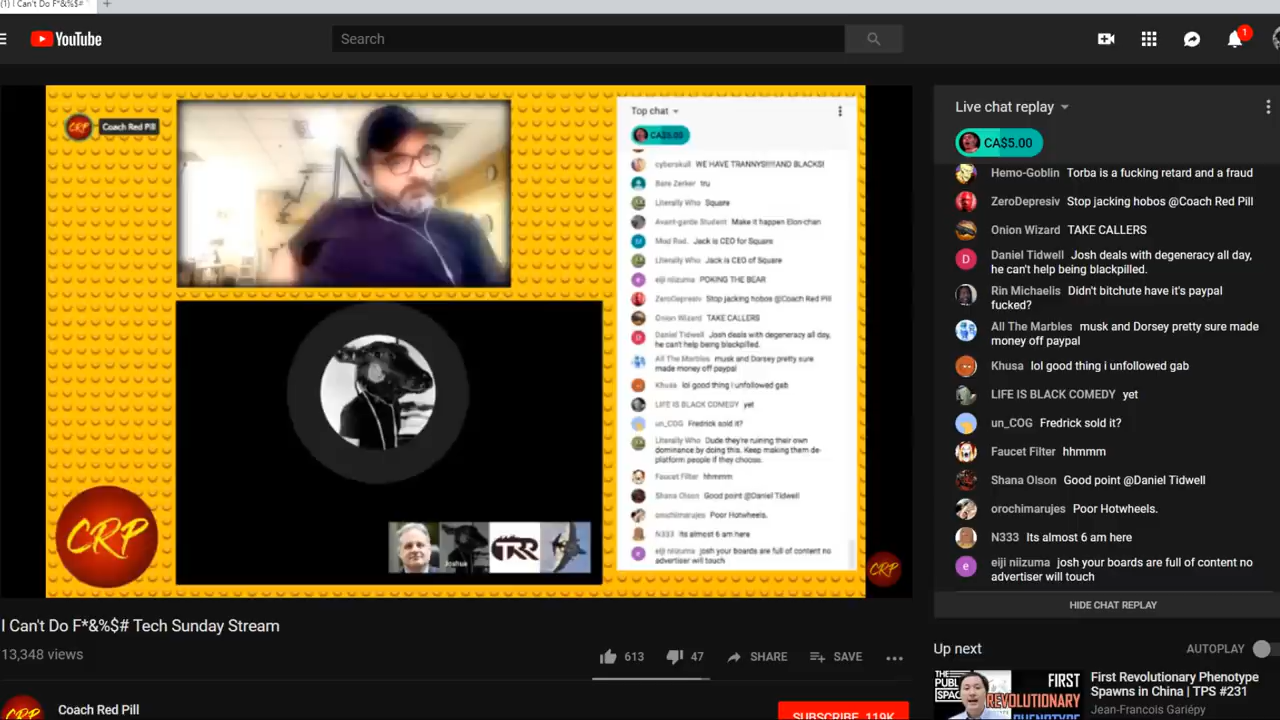 (1) I Can't Do F*&%$#
YouTube
Search
1
CRP Coach Red Pill
Top chat
CA$5.00
cyberskull WE HAVE TRANNYS!!!!!AND BLACKS!
Bare Zerker tru
Literally Who Square
Avant-garde Student Make it happen Elon-chan
Mod Rad. Jack is CEO for Square
Literally Who Jack is CEO of Square
eiji niizuma POKING THE BEAR
ZeroDepresiv Stop jacking hobos @Coach Red Pill
Onion Wizard TAKE CALLERS
Daniel Tidwell Josh deals with degeneracy all day,
he can't help being blackpilled.
All The Marbles musk and Dorsey pretty sure
made money off paypal
Khusa lol good thing i unfollowed gab
LIFE IS BLACK COMEDY yet
un_COG Fredrick sold it?
Literally Who Dude they're ruining their own
dominance by doing this. Keep making them de-
platform people if they choose.
Faucet Filter hhmmm
Shana Olson Good point @Daniel Tidwell
orochimarujes Poor Hotwheels.
N333 Its almost 6 am here
eiji niizuma josh your boards are full of content no
advertiser will touch
CRP
TRR
Joshua
CRP
Live chat replay
CA$5.00
Hemo-Goblin Torba is a fucking retard and a fraud
ZeroDepresiv Stop jacking hobos @Coach Red Pill
Onion Wizard TAKE CALLERS
Daniel Tidwell Josh deals with degeneracy all day,
he can't help being blackpilled.
Rin Michaelis Didn't bitchute have it's paypal
fucked?
All The Marbles musk and Dorsey pretty sure made
money off paypal
Khusa lol good thing i unfollowed gab
LIFE IS BLACK COMEDY yet
un_COG Fredrick sold it?
Faucet Filter hhmmm
Shana Olson Good point @Daniel Tidwell
orochimarujes Poor Hotwheels.
N333 Its almost 6 am here
eiji niizuma josh your boards are full of content no
advertiser will touch
HIDE CHAT REPLAY
I Can't Do F*&%$# Tech Sunday Stream
13,348 views
613
47
SHARE
SAVE
Coach Red Pill
SUBSCRIBE 119K
Up next
AUTOPLAY
THE
PUBLIC
SPACE
FIRST
REVOLUTIONARY
PHENOTYPE
First Revolutionary Phenotype
Spawns in China | TPS #231
Jean-Francois Gariépy